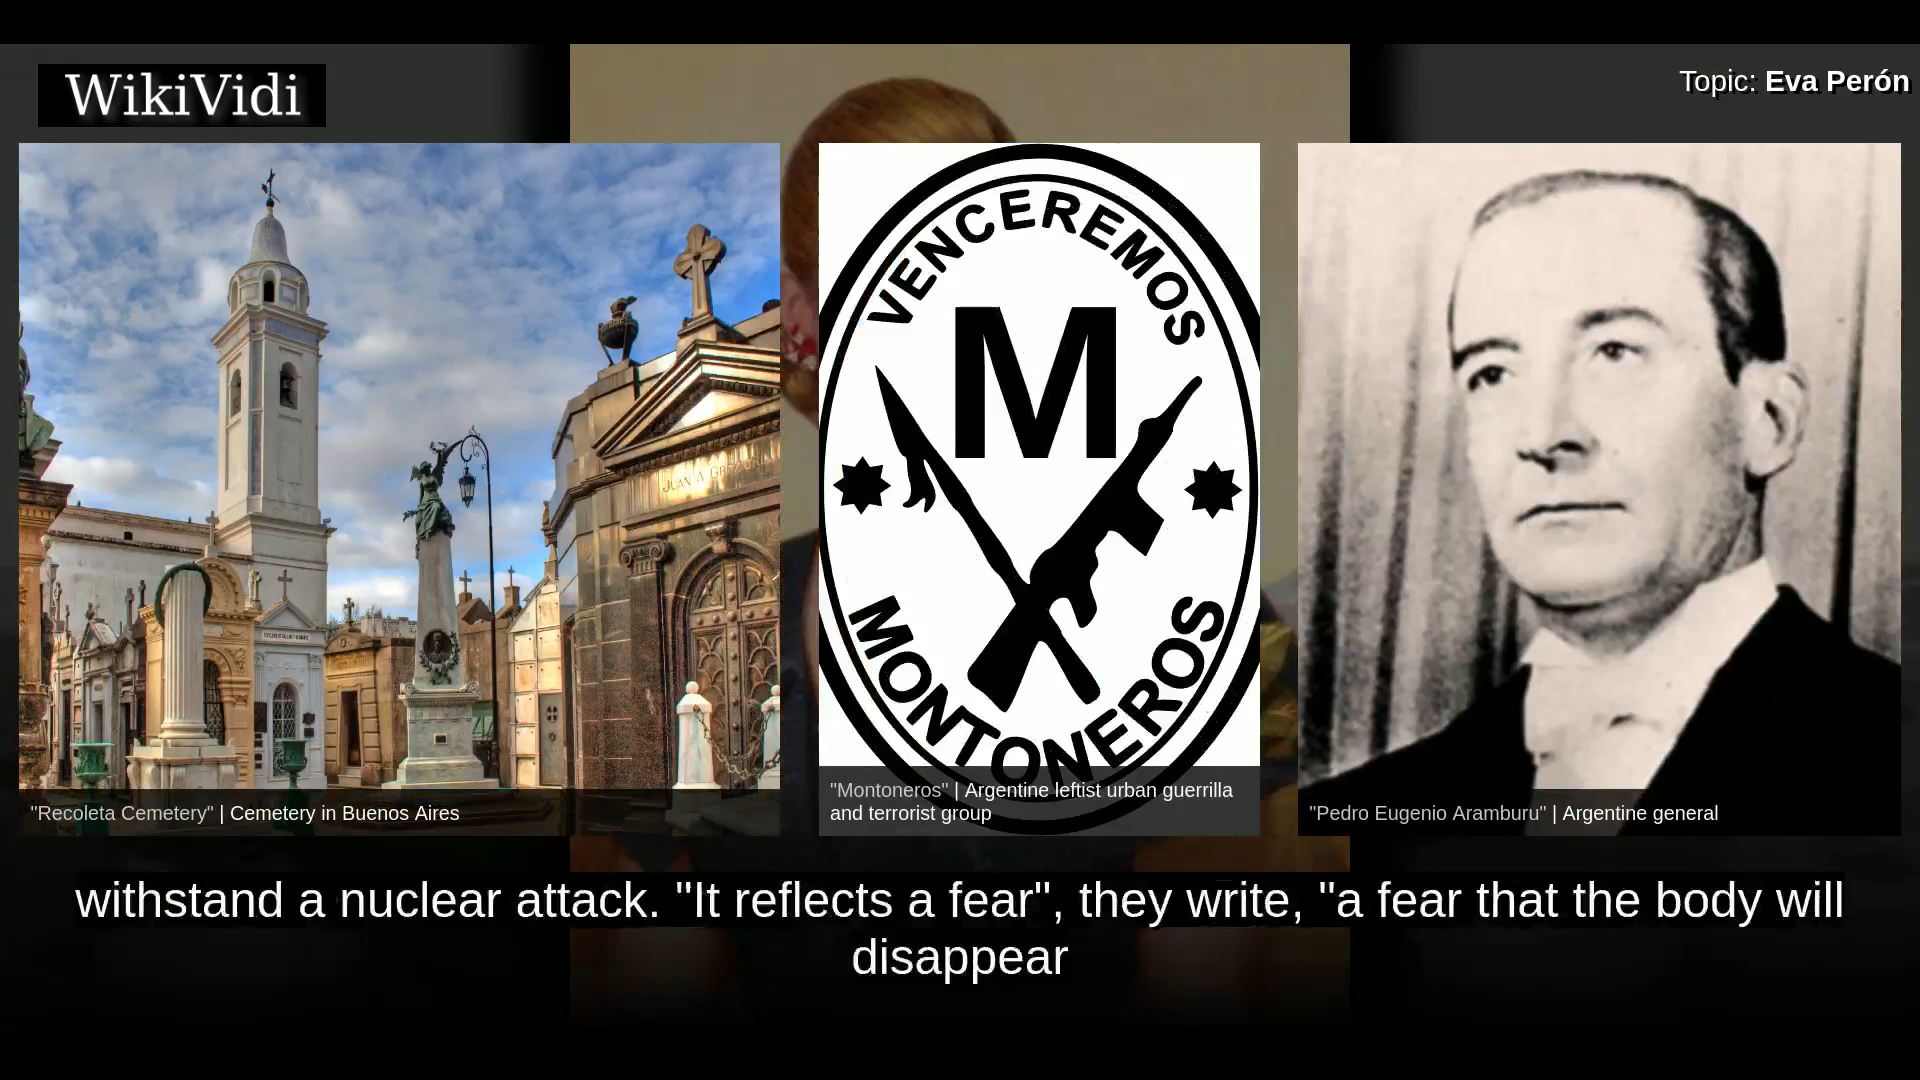 WikiVidi
Topic: Eva Perón
JUAN A
VENCEREMOS
M
MONTONEROS
"Recoleta Cemetery" | Cemetery in Buenos Aires
"Montoneros" | Argentine leftist urban guerrilla
and terrorist group
"Pedro Eugenio Aramburu" | Argentine general
withstand a nuclear attack. "It reflects a fear", they write, "a fear that the body will
disappear